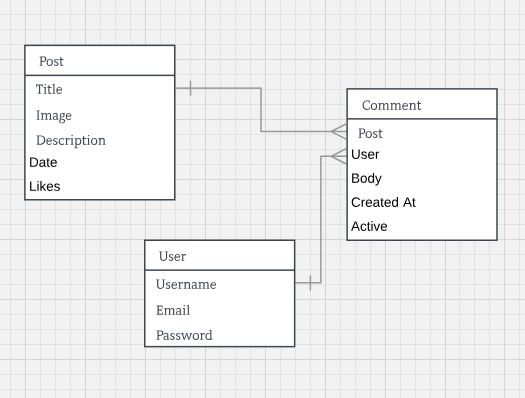 Post
Title
Image
Description
Date
Likes
Comment
Post
User
Body
Created At
Active
User
Username
Email
Password